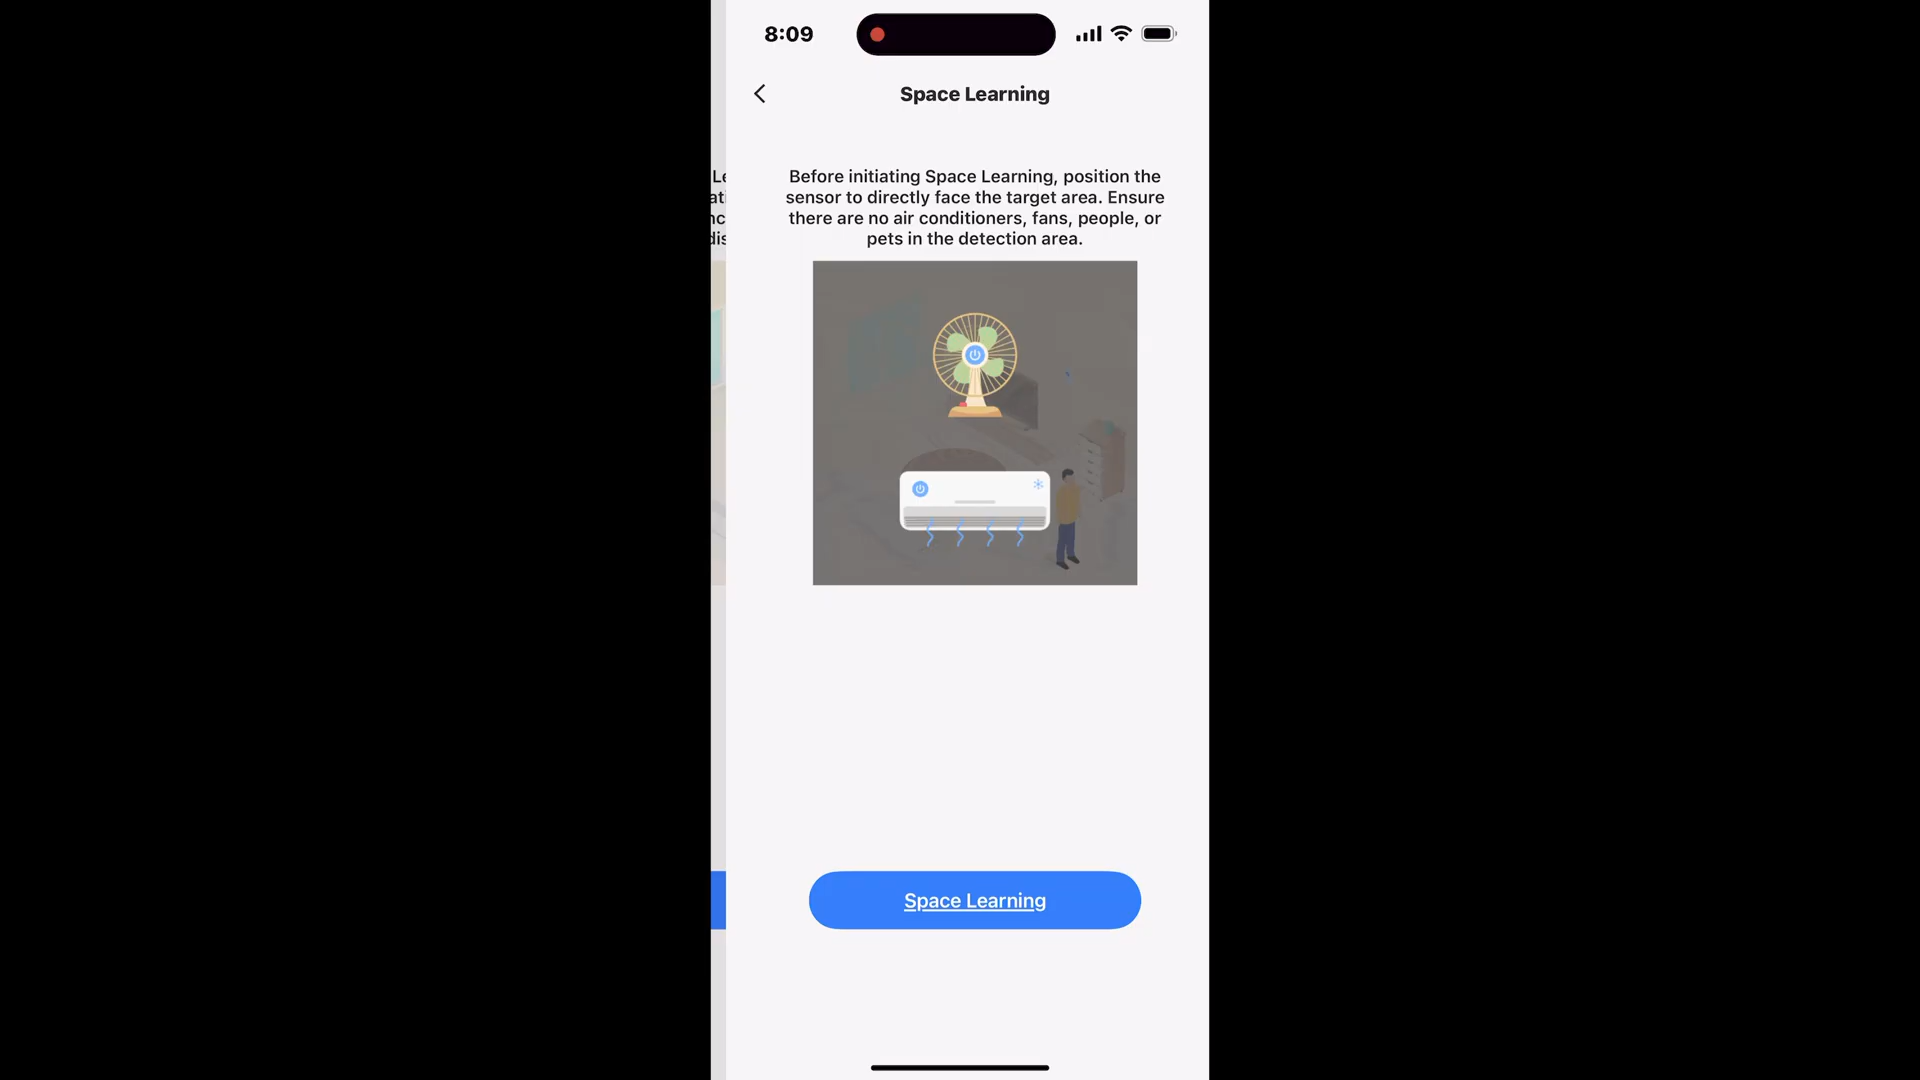 8:09
Space Learning
Before initiating Space Learning, position the
sensor to directly face the target area. Ensure
there are no air conditioners, fans, people, or
pets in the detection area.
Space Learning